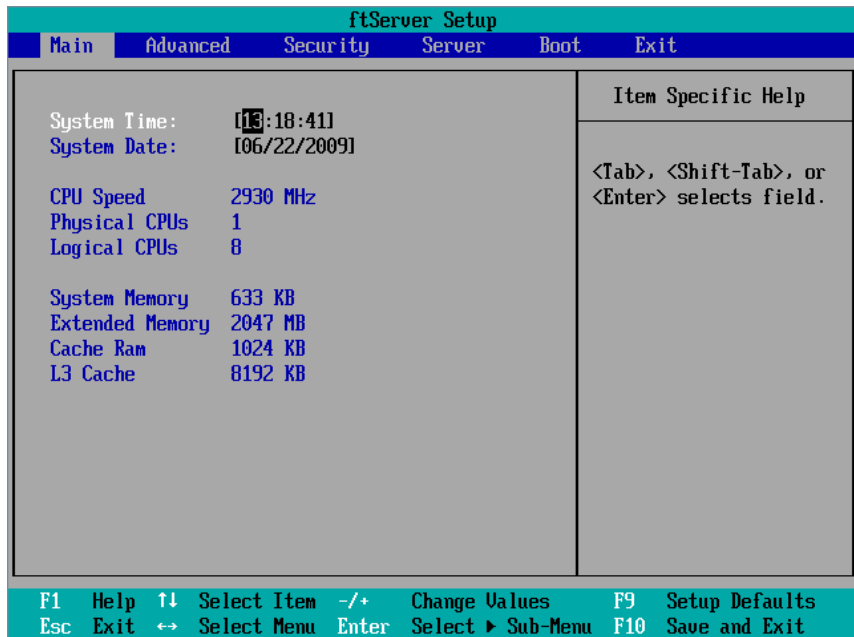 ftServer Setup
Main Advanced Security Server Boot Exit
System Time: [13:18:41]
System Date: [06/22/2009]
CPU Speed 2930 MHz
Physical CPUs 1
Logical CPUs 8
System Memory 633 KB
Extended Memory 2047 MB
Cache Ram 1024 KB
L3 Cache 8192 KB
Item Specific Help
<Tab>, <Shift-Tab>, or
<Enter> selects field.
F1 Help ↑↓ Select Item -/+ Change Values F9 Setup Defaults
Esc Exit ↔ Select Menu Enter Select ▶ Sub-Menu F10 Save and Exit